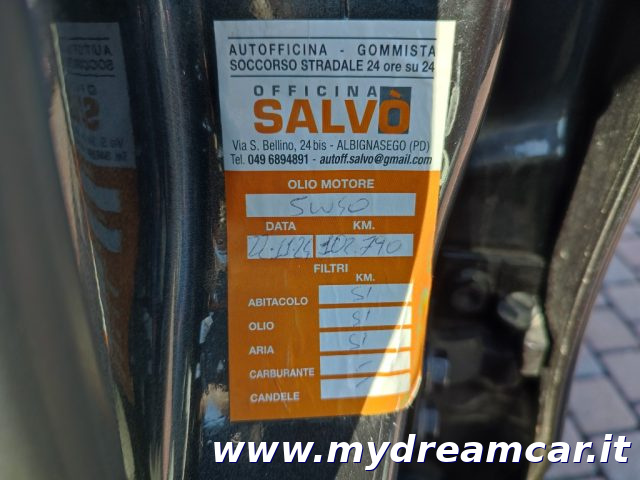 AUTOFFICINA - GOMMISTA
SOCCORSO STRADALE 24 ore su 24
OFFICINA
SALVÒ
Via S. Bellino, 24 bis - ALBIGNASEGO (PD)
Tel. 049 6894891 - autoff.salvo@gmail.com
OLIO MOTORE
5W40
DATA KM.
102.790
FILTRI
KM.
ABITACOLO SI
OLIO SI
ARIA SI
CARBURANTE -
CANDELE -
www.mydreamcar.it